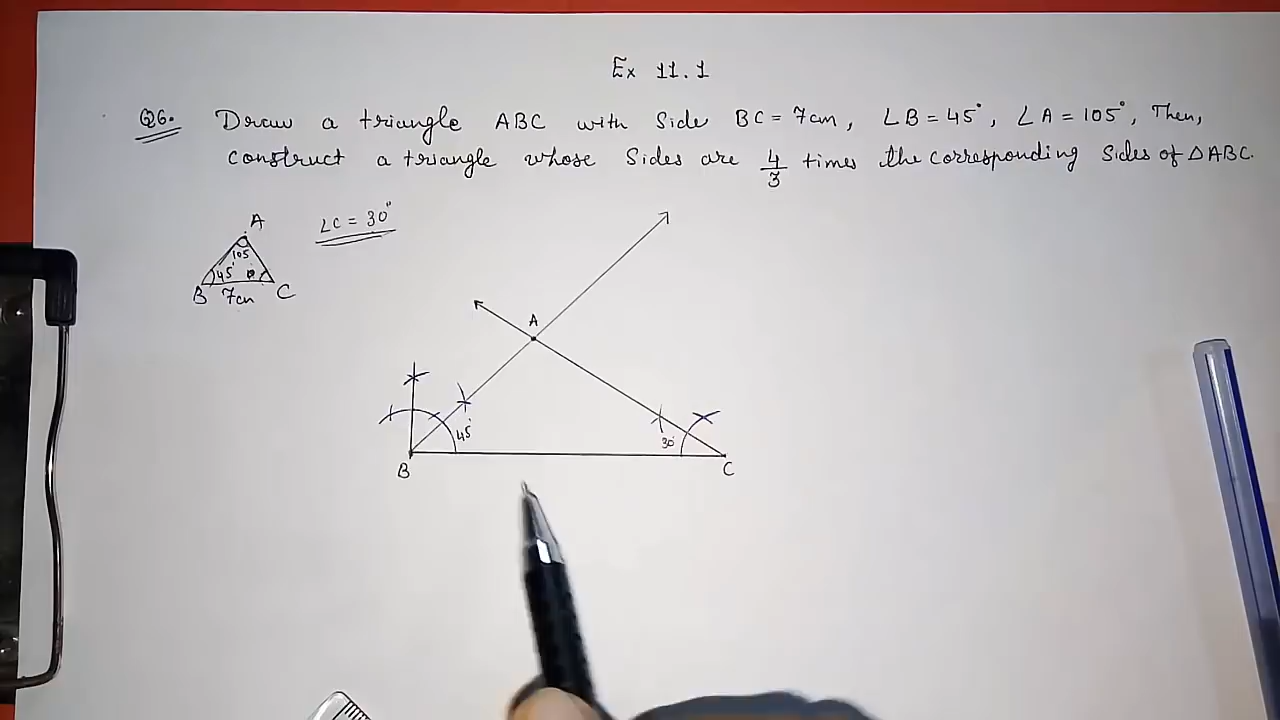 Ex 11.1
Q6. Draw a triangle ABC with Side BC = 7cm, ∠B = 45°, ∠A = 105°, Then,
construct a triangle whose Sides are 4/3 times the corresponding Sides of △ABC.
A
∠C = 30°
105
45°
B 7cm C
A
45°
30°
B
C